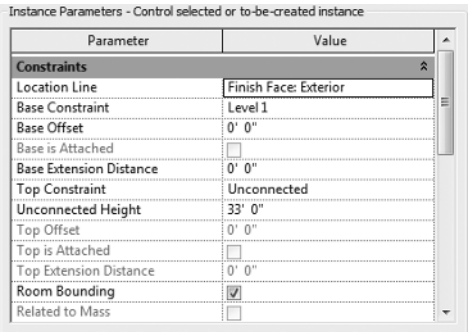 Instance Parameters - Control selected or to-be-created instance
Parameter Value
Constraints
Location Line Finish Face: Exterior
Base Constraint Level 1
Base Offset 0' 0"
Base is Attached
Base Extension Distance 0' 0"
Top Constraint Unconnected
Unconnected Height 33' 0"
Top Offset 0' 0"
Top is Attached
Top Extension Distance 0' 0"
Room Bounding
Related to Mass